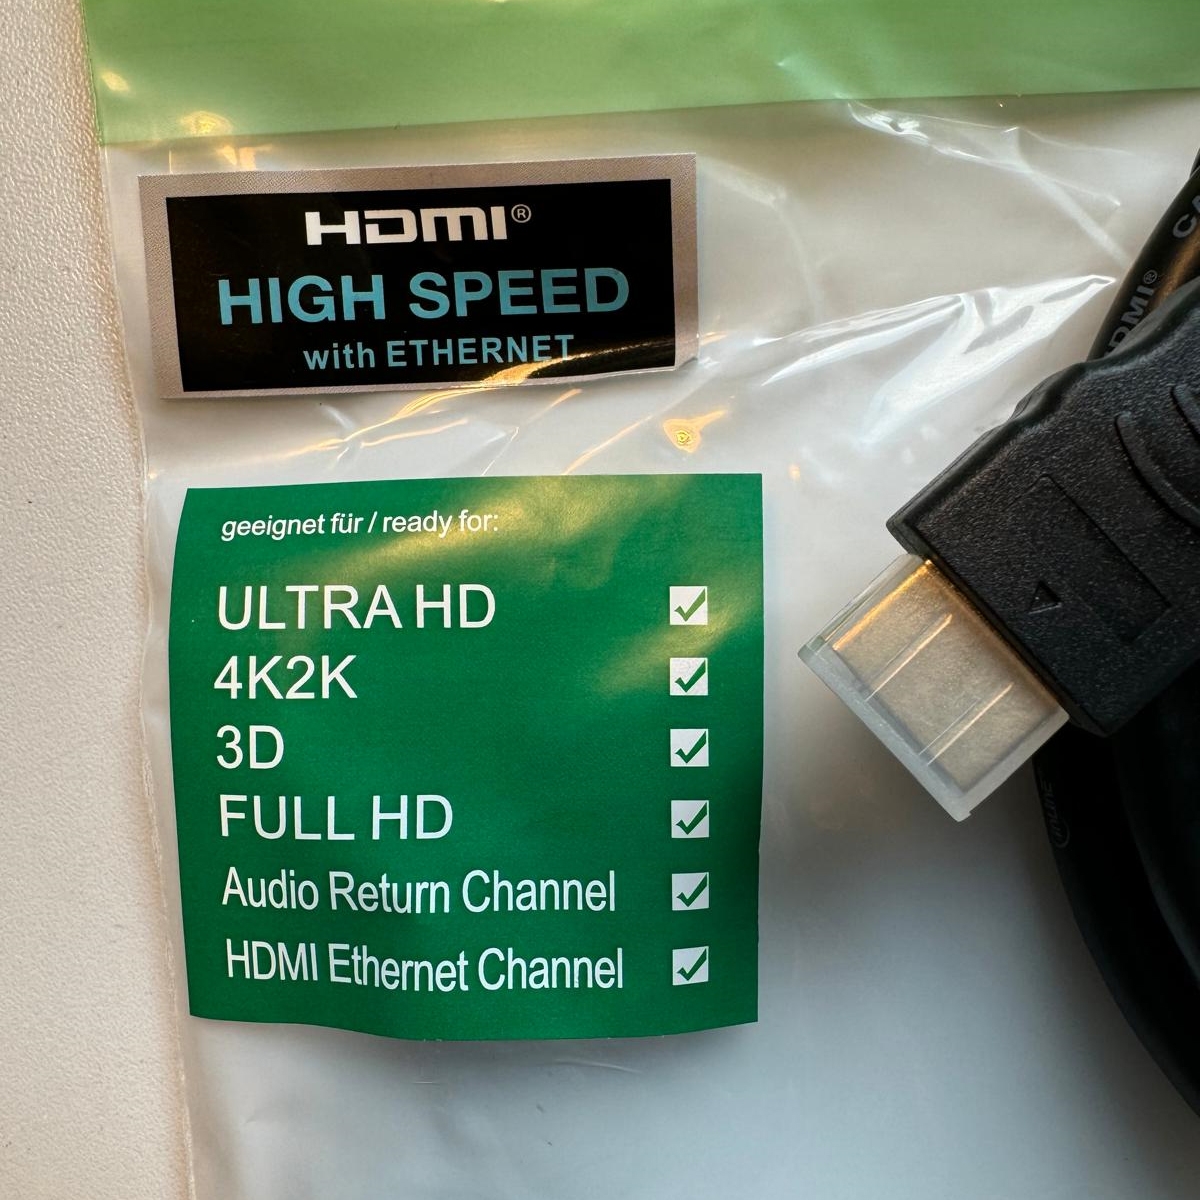 HDMI®
HIGH SPEED
with ETHERNET
geeignet für / ready for:
ULTRA HD
4K2K
3D
FULL HD
Audio Return Channel
HDMI Ethernet Channel